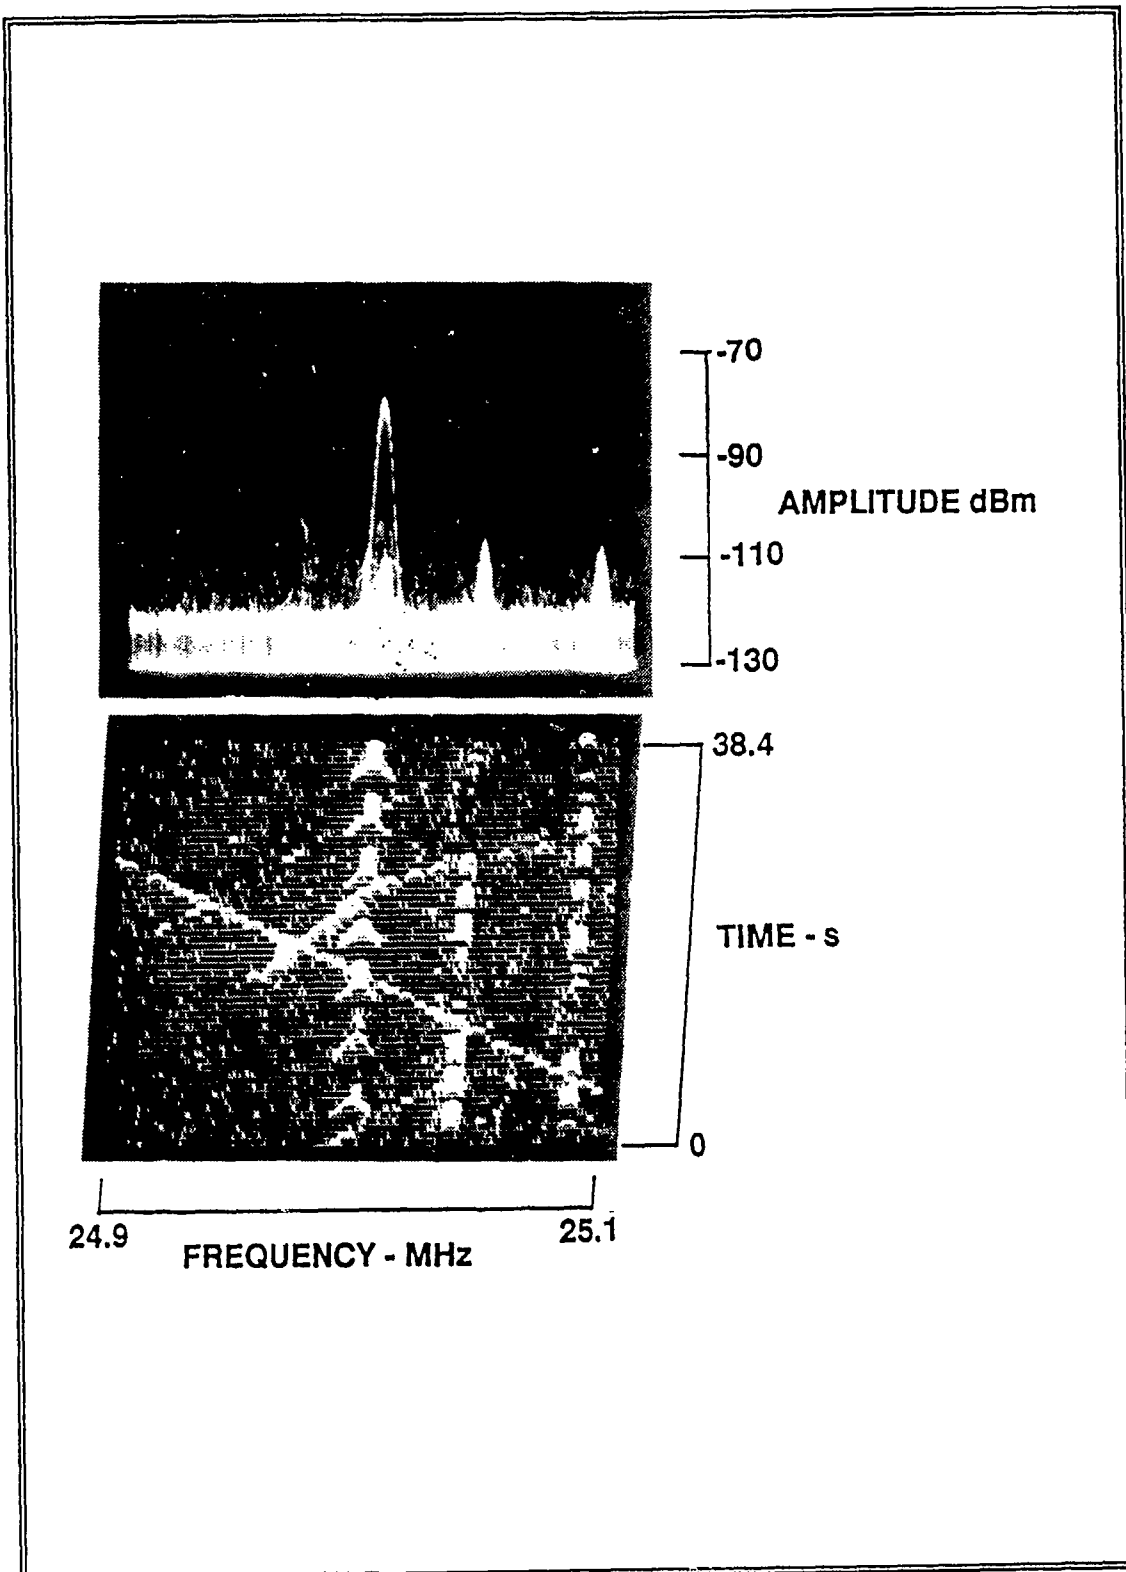 -70
-90
AMPLITUDE dBm
-110
-130
38.4
TIME - s
0
24.9
25.1
FREQUENCY - MHz